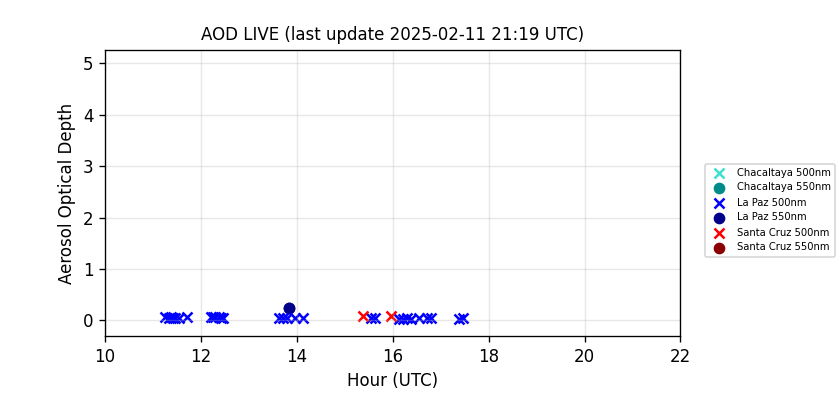 AOD LIVE (last update 2025-02-11 21:19 UTC)
Aerosol Optical Depth
5
4
3
2
1
0
10 12 14 16 18 20 22
Hour (UTC)
Chacaltaya 500nm
Chacaltaya 550nm
La Paz 500nm
La Paz 550nm
Santa Cruz 500nm
Santa Cruz 550nm